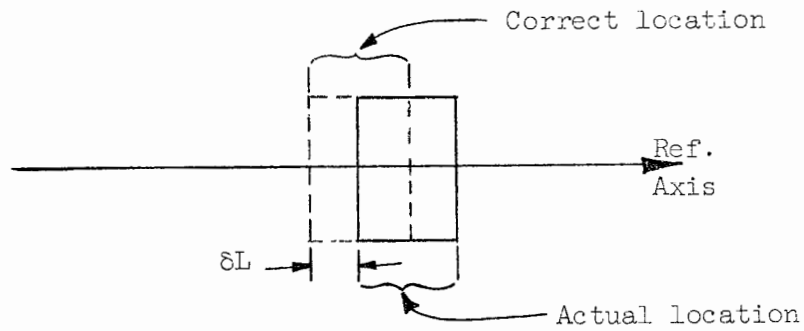 Correct location
Ref.
Axis
δL
Actual location